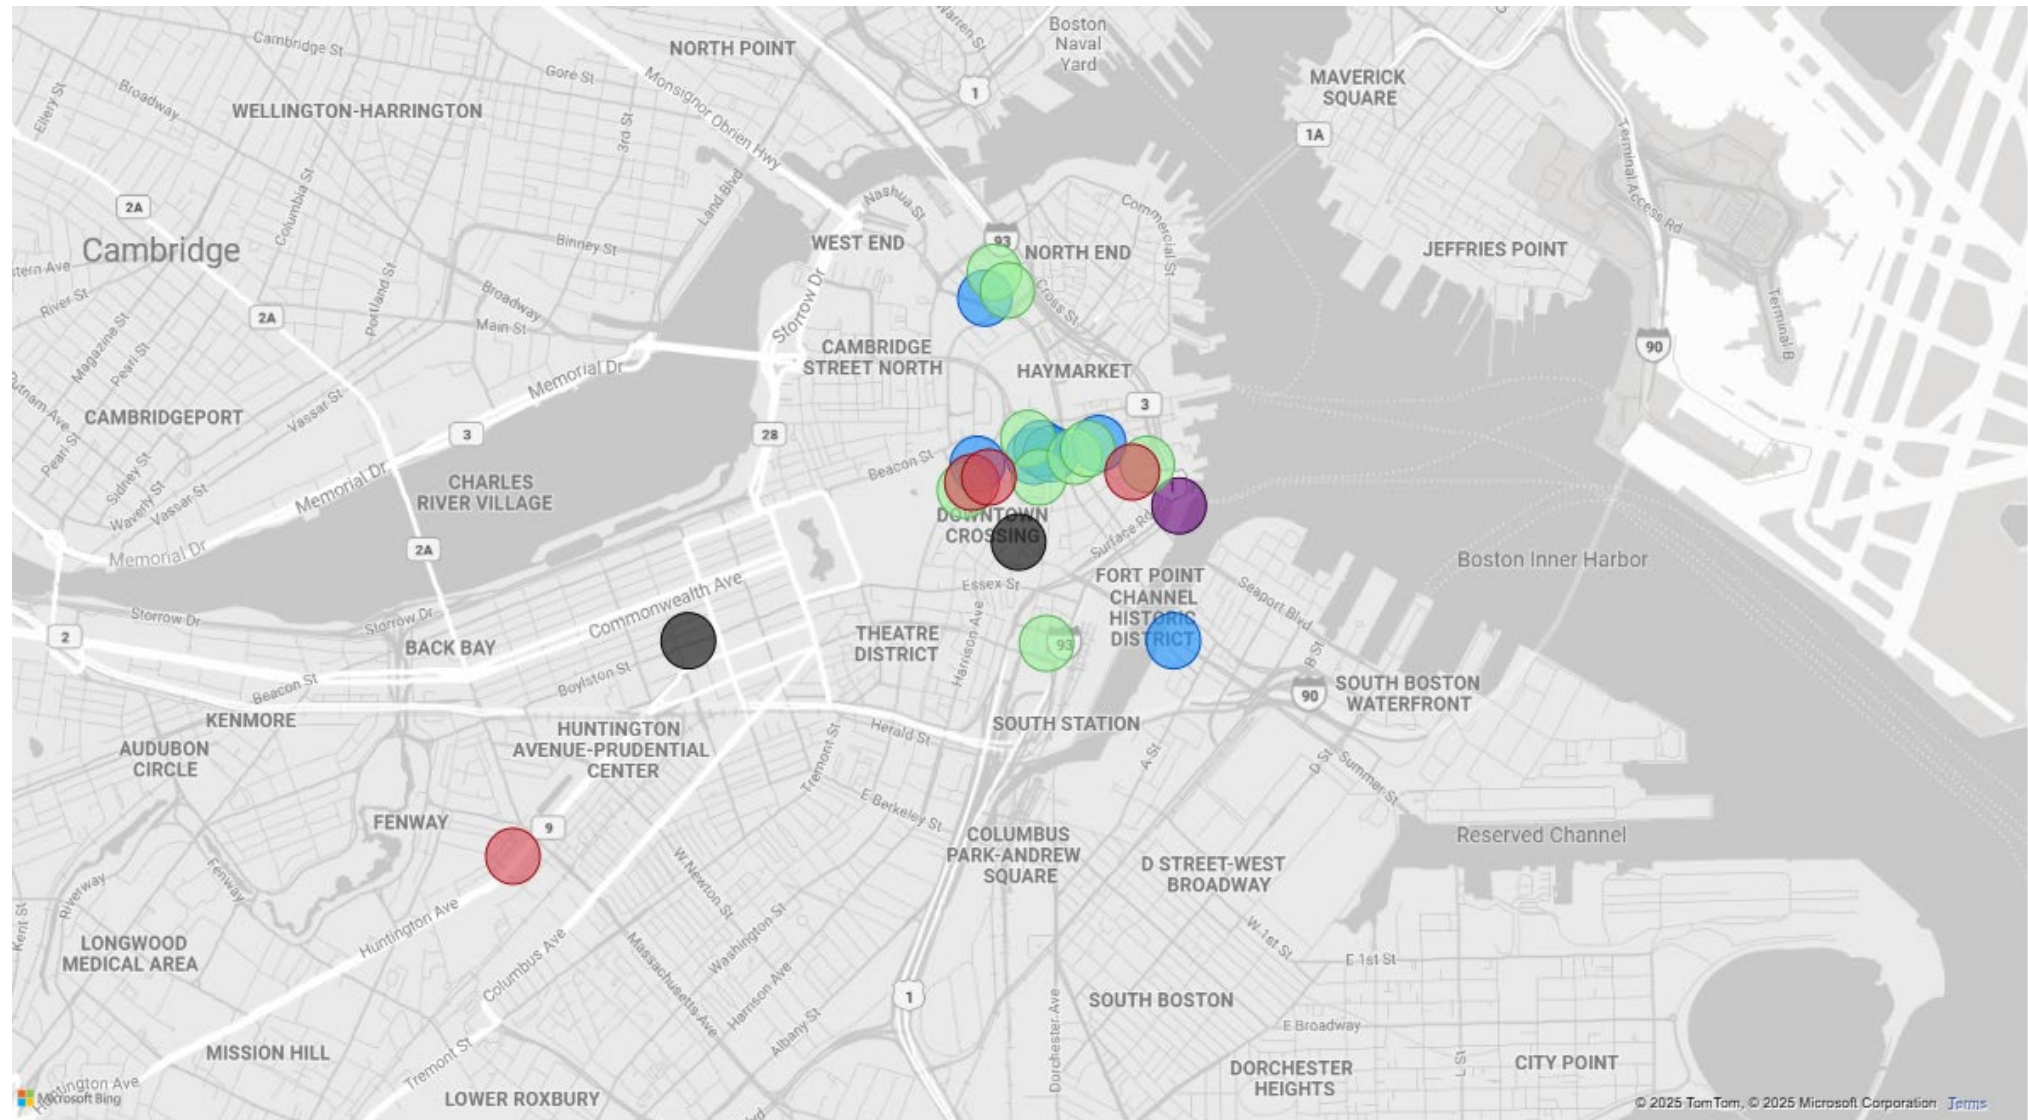 Cambridge St
NORTH POINT
Boston
Naval
Yard
Warren St
1
MAVERICK
SQUARE
Gore St
Monsignor Obrien Hwy
Ellery St
Broadway
WELLINGTON-HARRINGTON
3rd St
1A
Terminal Access Rd
Land Blvd
Nashua St
Commercial St
2A
Columbia St
Binney St
WEST END
93
NORTH END
JEFFRIES POINT
Cambridge
River St
Portland St
Broadway
Main St
Storrow Dr
Cross St
Terminal B
2A
Magazine St
Pearl St
Memorial Dr
CAMBRIDGE
STREET NORTH
HAYMARKET
90
Vassar St
CAMBRIDGEPORT
3
3
28
Pearl St
Sidney St
Waverly St
Vassar St
Memorial Dr
CHARLES
RIVER VILLAGE
Beacon St
DOWNTOWN
CROSSING
Surface Rd
Memorial Dr
2A
Boston Inner Harbor
Essex St
FORT POINT
CHANNEL
HISTORIC
DISTRICT
Seaport Blvd
Commonwealth Ave
Storrow Dr
Storrow Dr
2
BACK BAY
THEATRE
DISTRICT
Harrison Ave
93
B St
Boylston St
Beacon St
90
SOUTH BOSTON
WATERFRONT
KENMORE
HUNTINGTON
AVENUE-PRUDENTIAL
CENTER
Herald St
SOUTH STATION
AUDUBON
CIRCLE
Tremont St
A St
D St
Summer St
E Berkeley St
FENWAY
9
COLUMBUS
PARK-ANDREW
SQUARE
D STREET-WEST
BROADWAY
Reserved Channel
Riverway
Fenway
W Newton St
Kent St
Huntington Ave
Washington St
W 1st St
LONGWOOD
MEDICAL AREA
Columbus Ave
Massachusetts Ave
Harrison Ave
E 1st St
1
SOUTH BOSTON
Albany St
Dorchester Ave
E Broadway
MISSION HILL
Tremont St
L St
CITY POINT
DORCHESTER
HEIGHTS
LOWER ROXBURY
Microsoft Bing
© 2025 TomTom, © 2025 Microsoft Corporation Terms